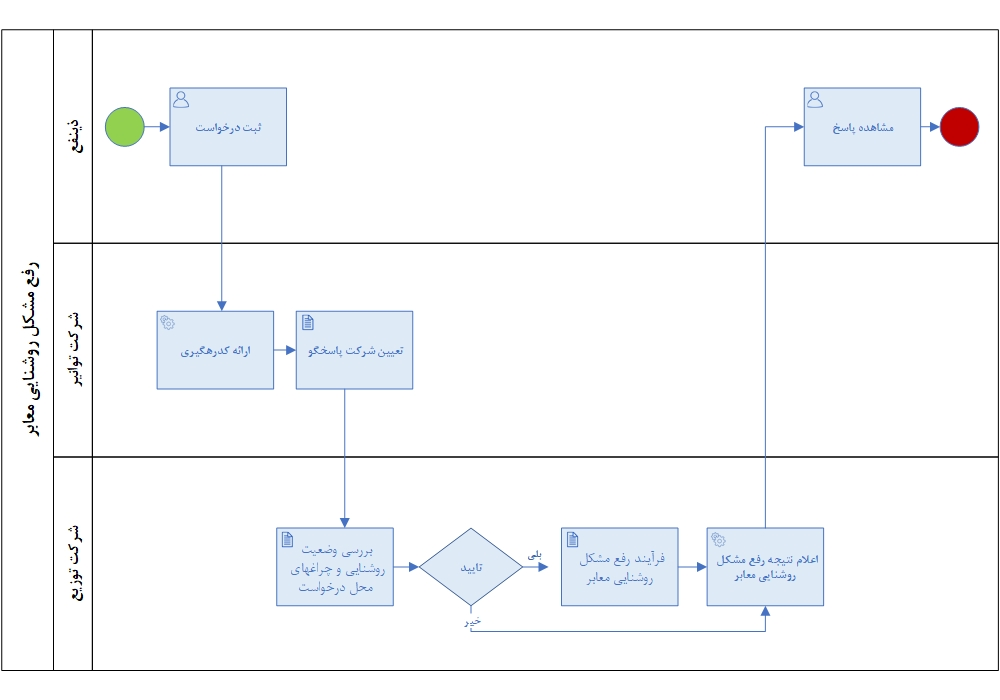 رفع مشکل روشنایی معابر
ذینفع
ثبت درخواست
مشاهده پاسخ
شرکت توانیر
ارائه کدرهگیری
تعیین شرکت پاسخگو
شرکت توزیع
بررسی وضعیت
روشنایی و چراغهای
محل درخواست
تایید
بلی
خیر
فرآیند رفع مشکل
روشنایی معابر
اعلام نتیجه رفع مشکل
روشنایی معابر